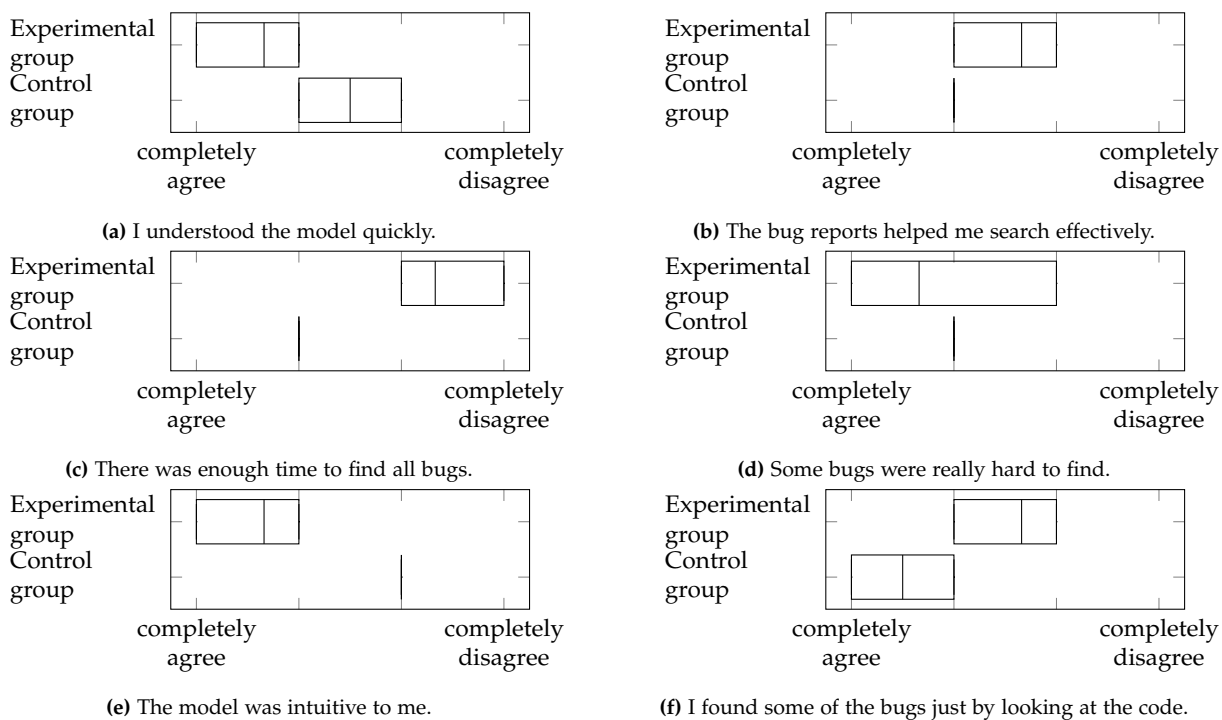 Experimental
group
Control
group
completely
agree
completely
disagree
(a) I understood the model quickly.
Experimental
group
Control
group
completely
agree
completely
disagree
(b) The bug reports helped me search effectively.
Experimental
group
Control
group
completely
agree
completely
disagree
(c) There was enough time to find all bugs.
Experimental
group
Control
group
completely
agree
completely
disagree
(d) Some bugs were really hard to find.
Experimental
group
Control
group
completely
agree
completely
disagree
(e) The model was intuitive to me.
Experimental
group
Control
group
completely
agree
completely
disagree
(f) I found some of the bugs just by looking at the code.